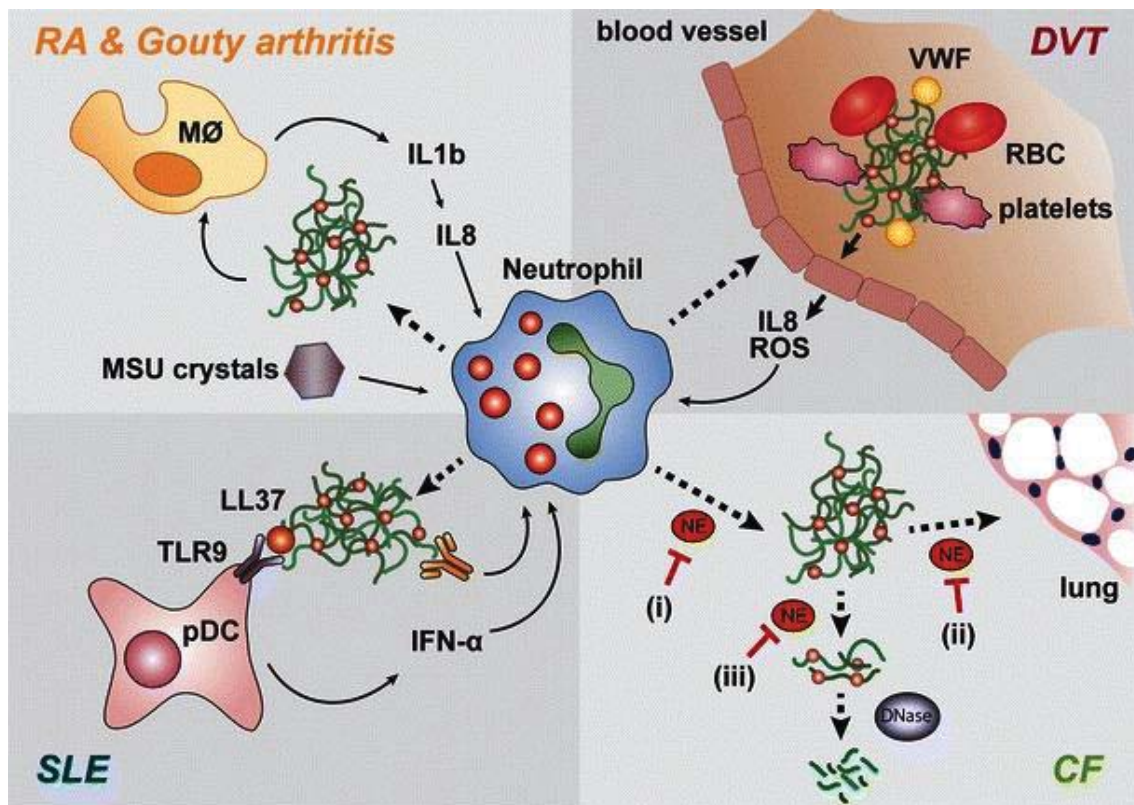 RA & Gouty arthritis
MØ
IL1b
IL8
MSU crystals
Neutrophil
blood vessel
DVT
VWF
RBC
platelets
IL8
ROS
LL37
TLR9
pDC
IFN-α
SLE
NE
(i)
NE
(ii)
NE
(iii)
DNase
lung
CF